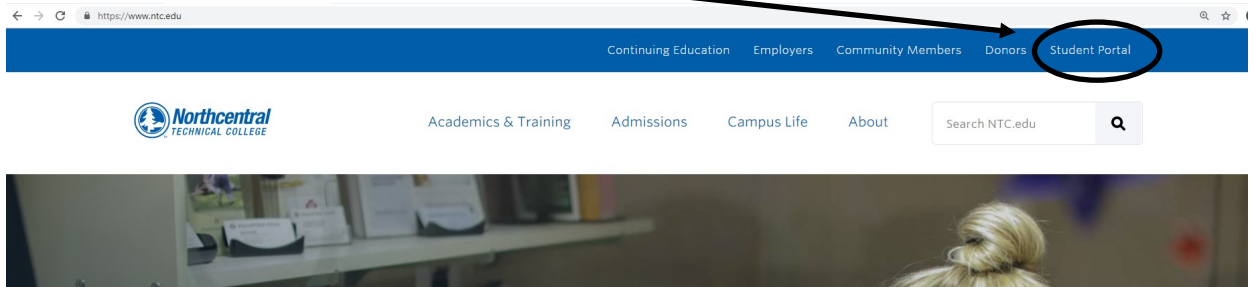 https://www.ntc.edu
Continuing Education Employers Community Members Donors Student Portal
Northcentral
TECHNICAL COLLEGE
Academics & Training Admissions Campus Life About Search NTC.edu